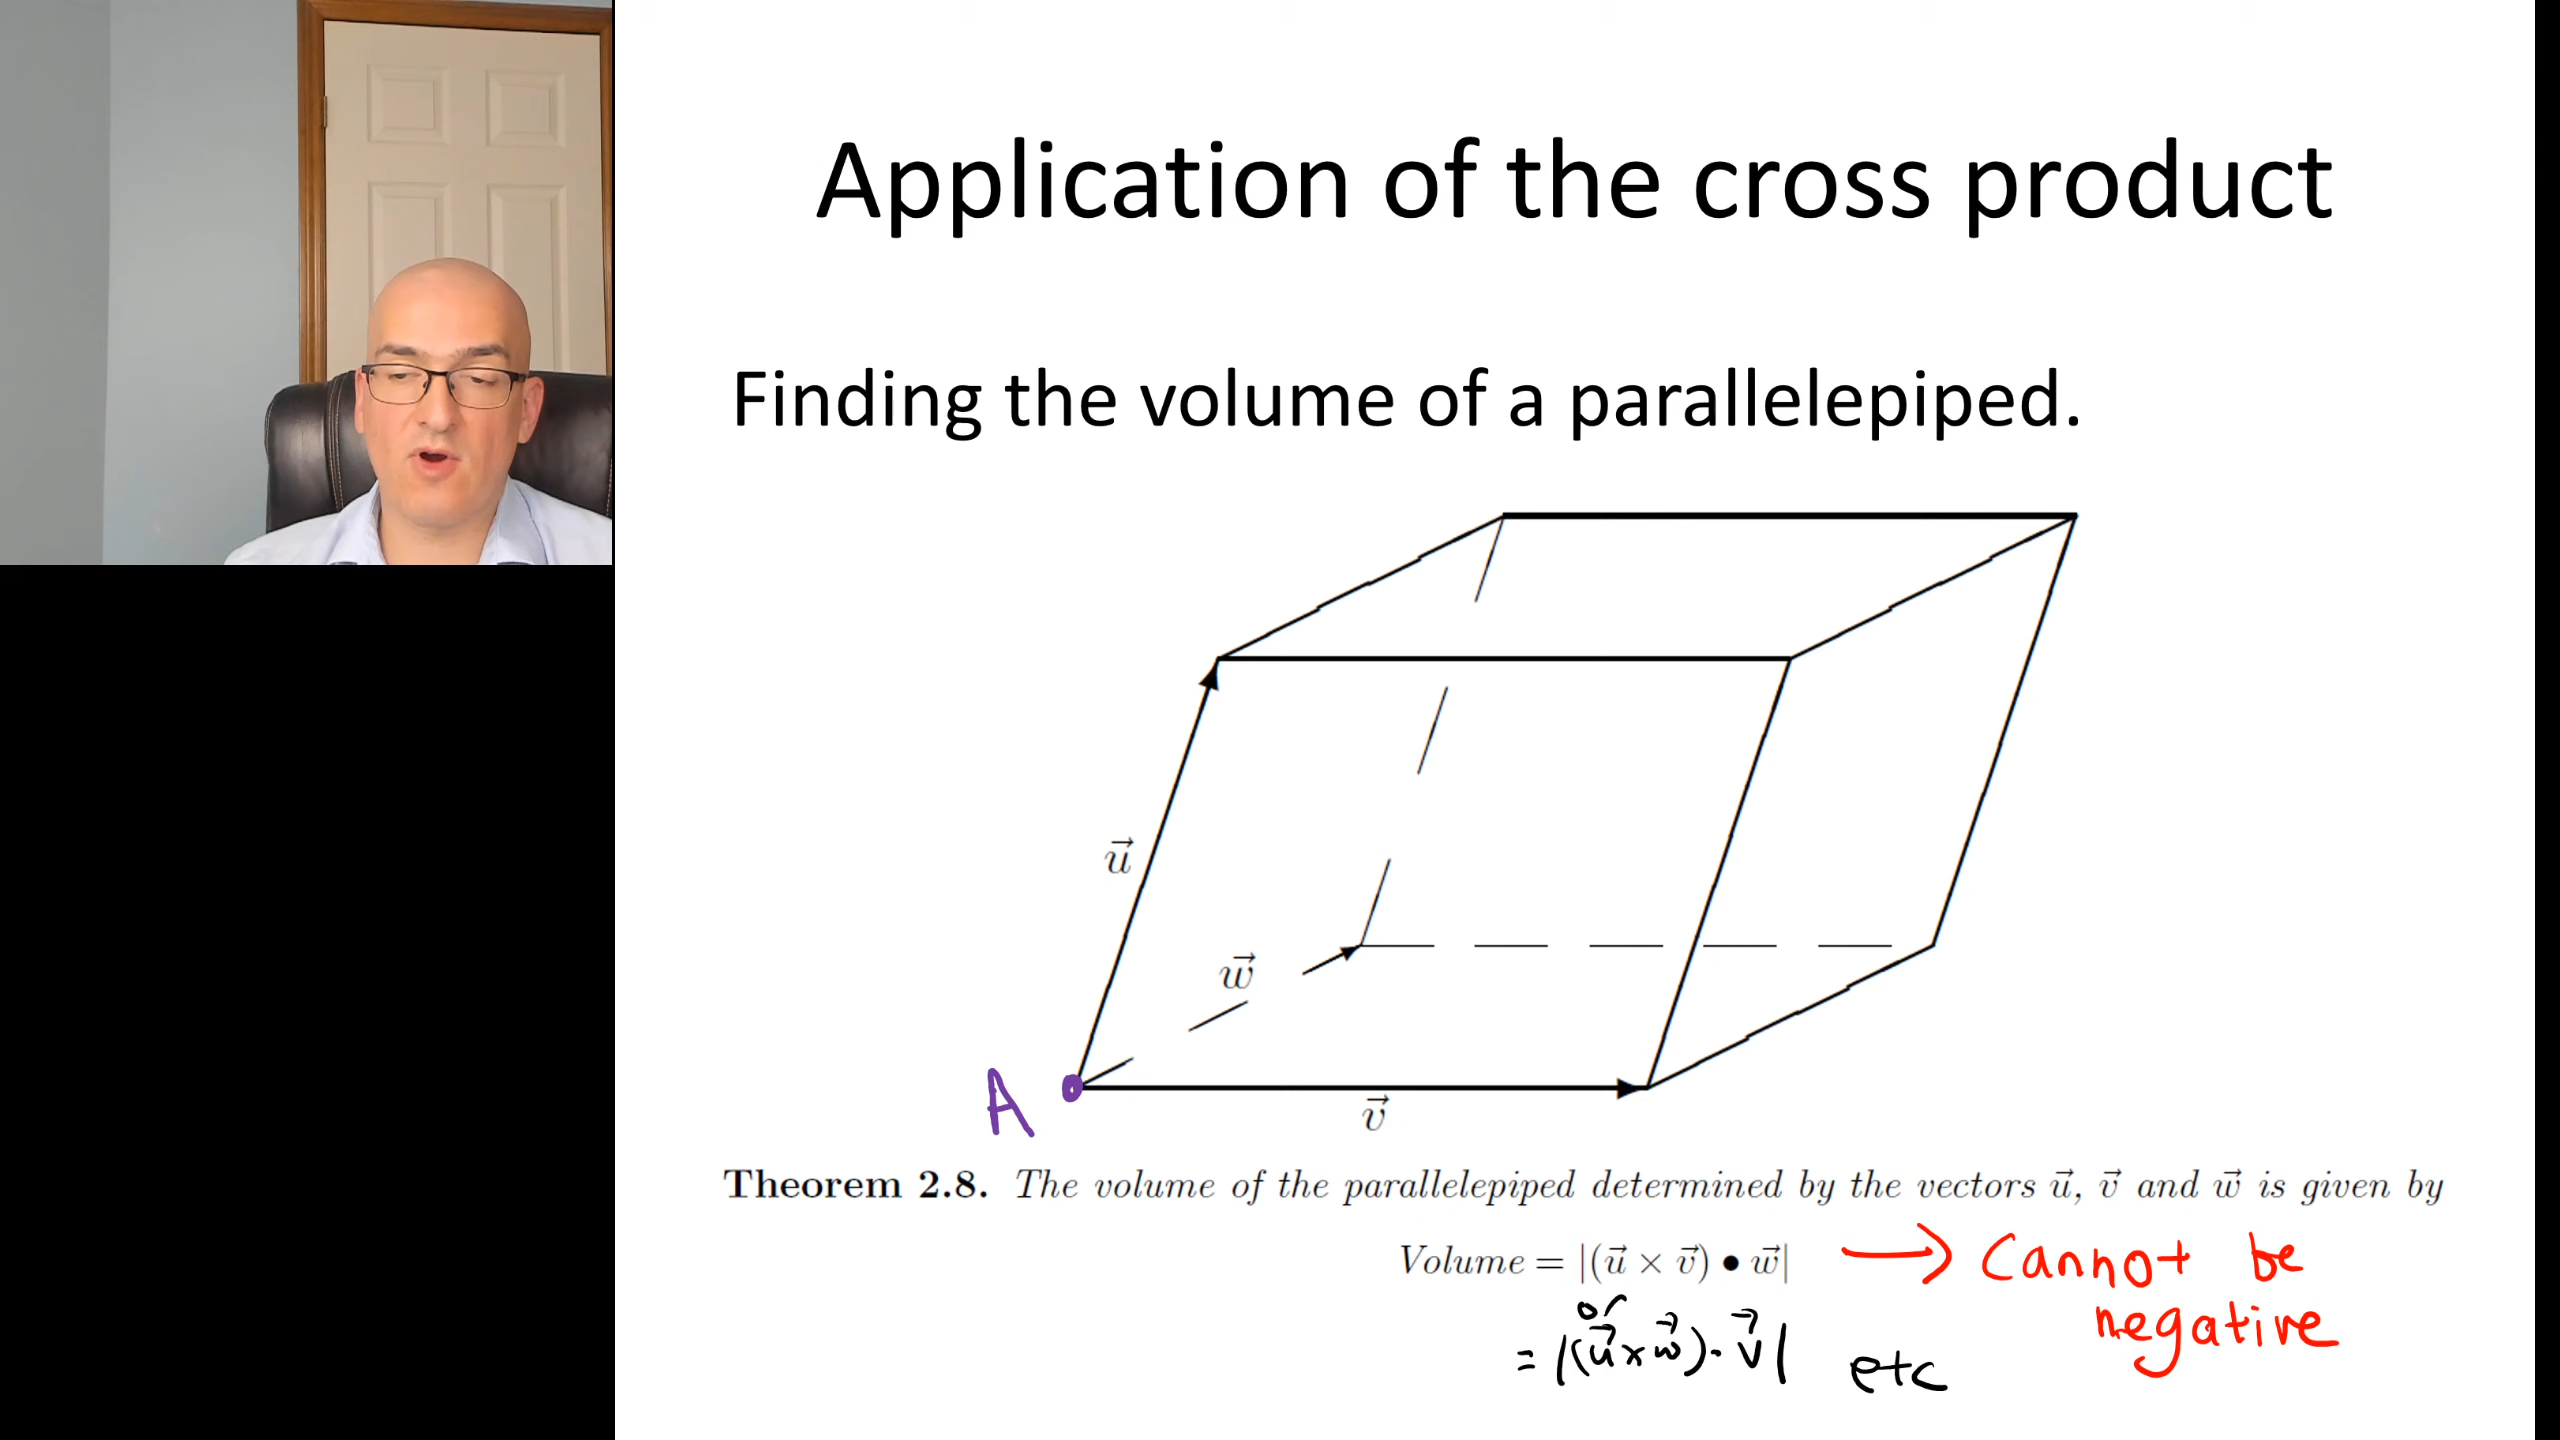 Application of the cross product
Finding the volume of a parallelepiped.
u⃗
w⃗
A
v⃗
Theorem 2.8. The volume of the parallelepiped determined by the vectors u⃗, v⃗ and w⃗ is given by
Volume = |(u⃗ × v⃗) • w⃗| → cannot be
negative
or
= |(u⃗ × w⃗) · v⃗| etc